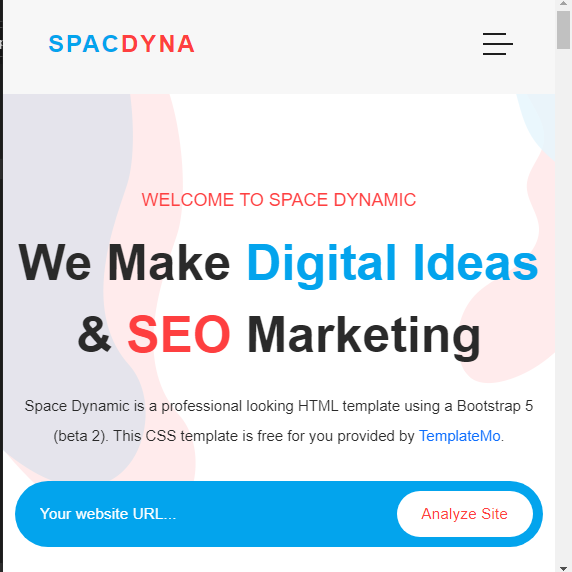 SPACDYNA
WELCOME TO SPACE DYNAMIC
We Make Digital Ideas
& SEO Marketing
Space Dynamic is a professional looking HTML template using a Bootstrap 5
(beta 2). This CSS template is free for you provided by TemplateMo.
Your website URL...
Analyze Site